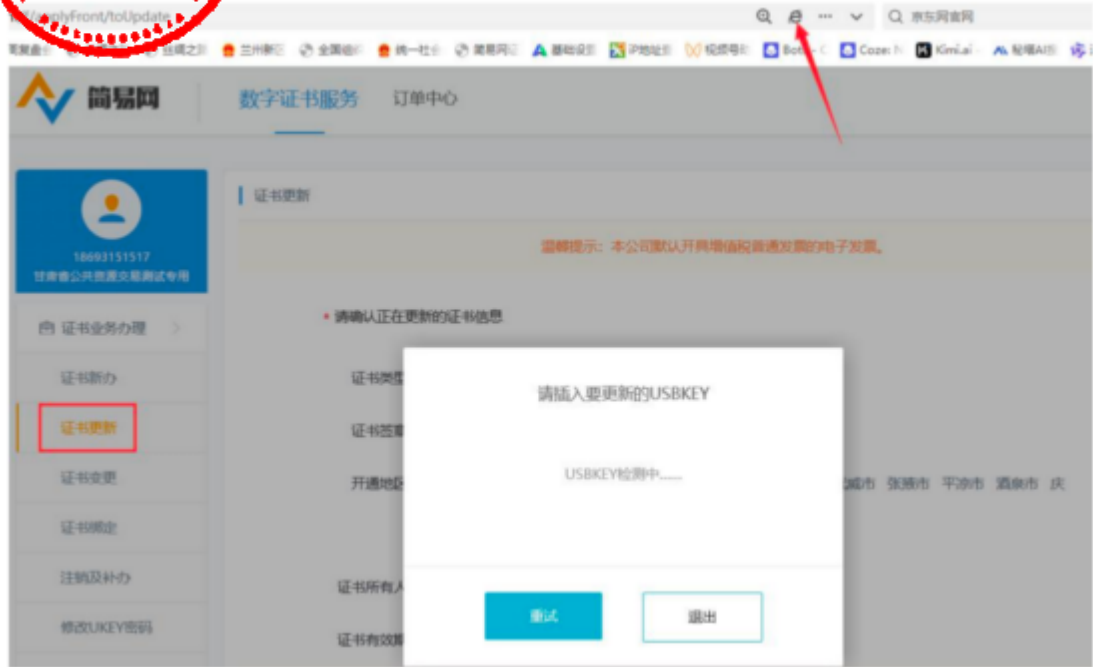 applyFront/toUpdate
京东网官网
兰州新区
全国组
统一社
简易网
基础设
IP地址
视频号
Coze:
Kimi.ai
秘塔AI
简易网
数字证书服务 订单中心
证书更新
温馨提示：本公司默认开具增值税普通发票的电子发票。
18693151517
甘肃省公共资源交易测试专用
* 请确认正在更新的证书信息
证书业务办理
证书新办
证书更新
证书变更
证书绑定
注销及补办
修改UKEY密码
证书类型
证书签章
开通地区
威市 张掖市 平凉市 酒泉市 庆
证书所有人
证书有效期
请插入要更新的USBKEY
USBKEY检测中......
重试 退出